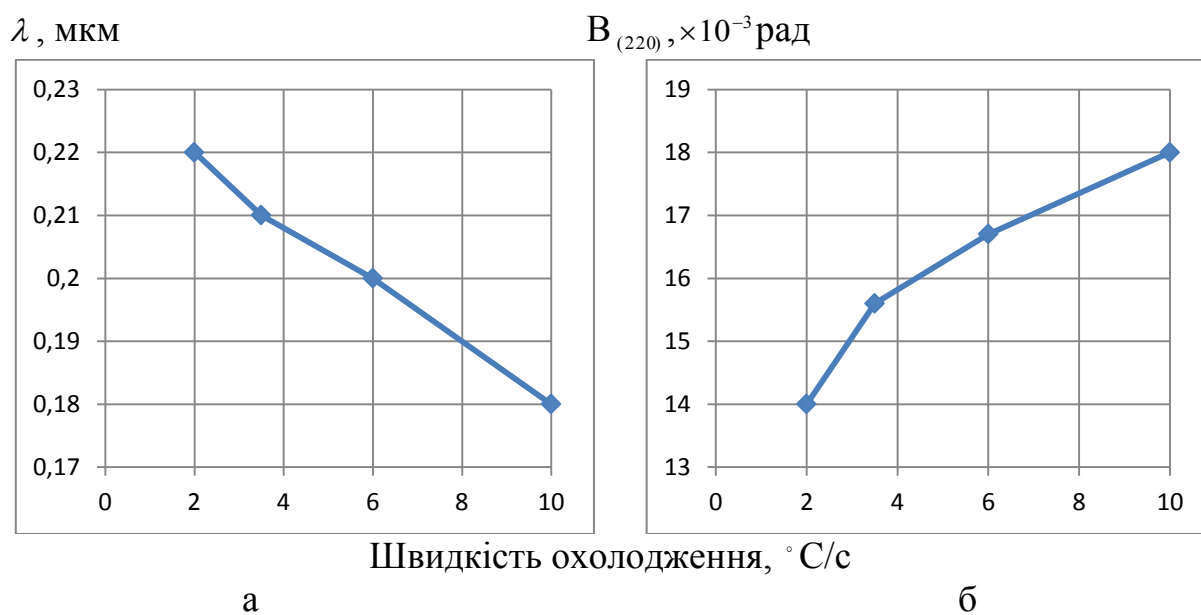 λ, мкм
В (220), ×10⁻³ рад
0,23
0,22
0,21
0,2
0,19
0,18
0,17
0 2 4 6 8 10
19
18
17
16
15
14
13
0 2 4 6 8 10
Швидкість охолодження, °С/с
а б